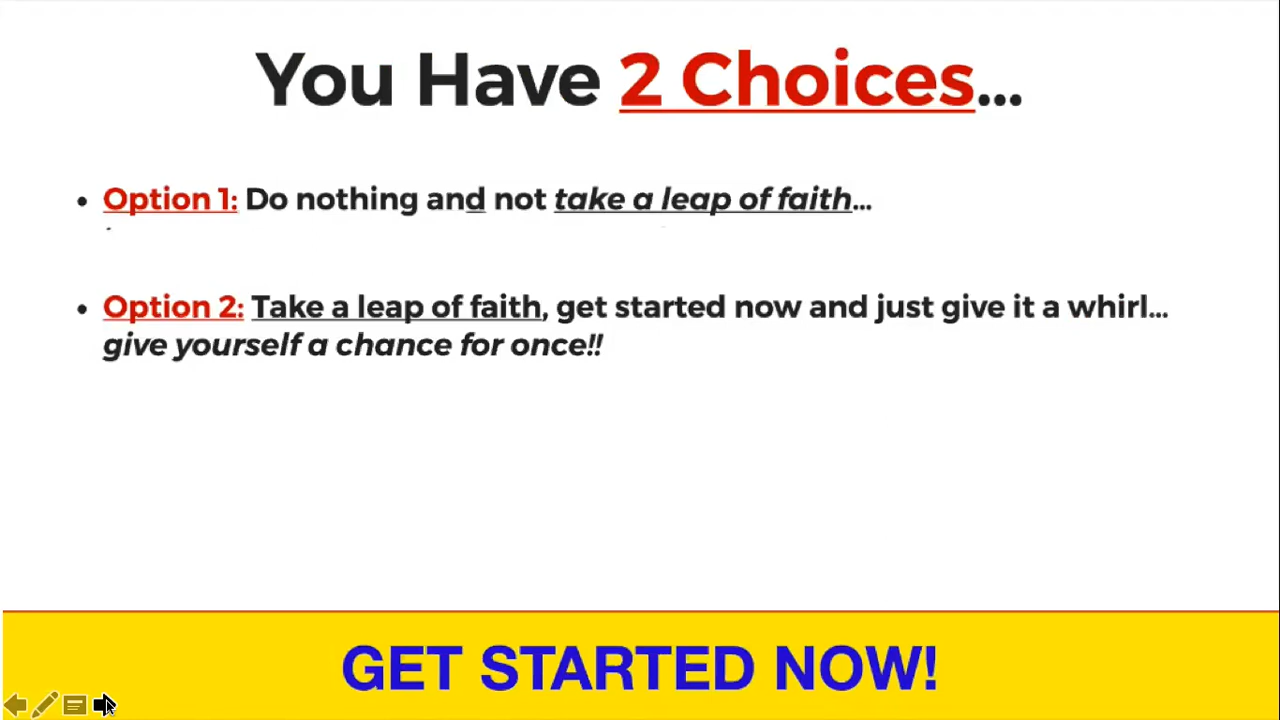 You Have 2 Choices...
• Option 1: Do nothing and not take a leap of faith...
• Option 2: Take a leap of faith, get started now and just give it a whirl...
give yourself a chance for once!!
GET STARTED NOW!